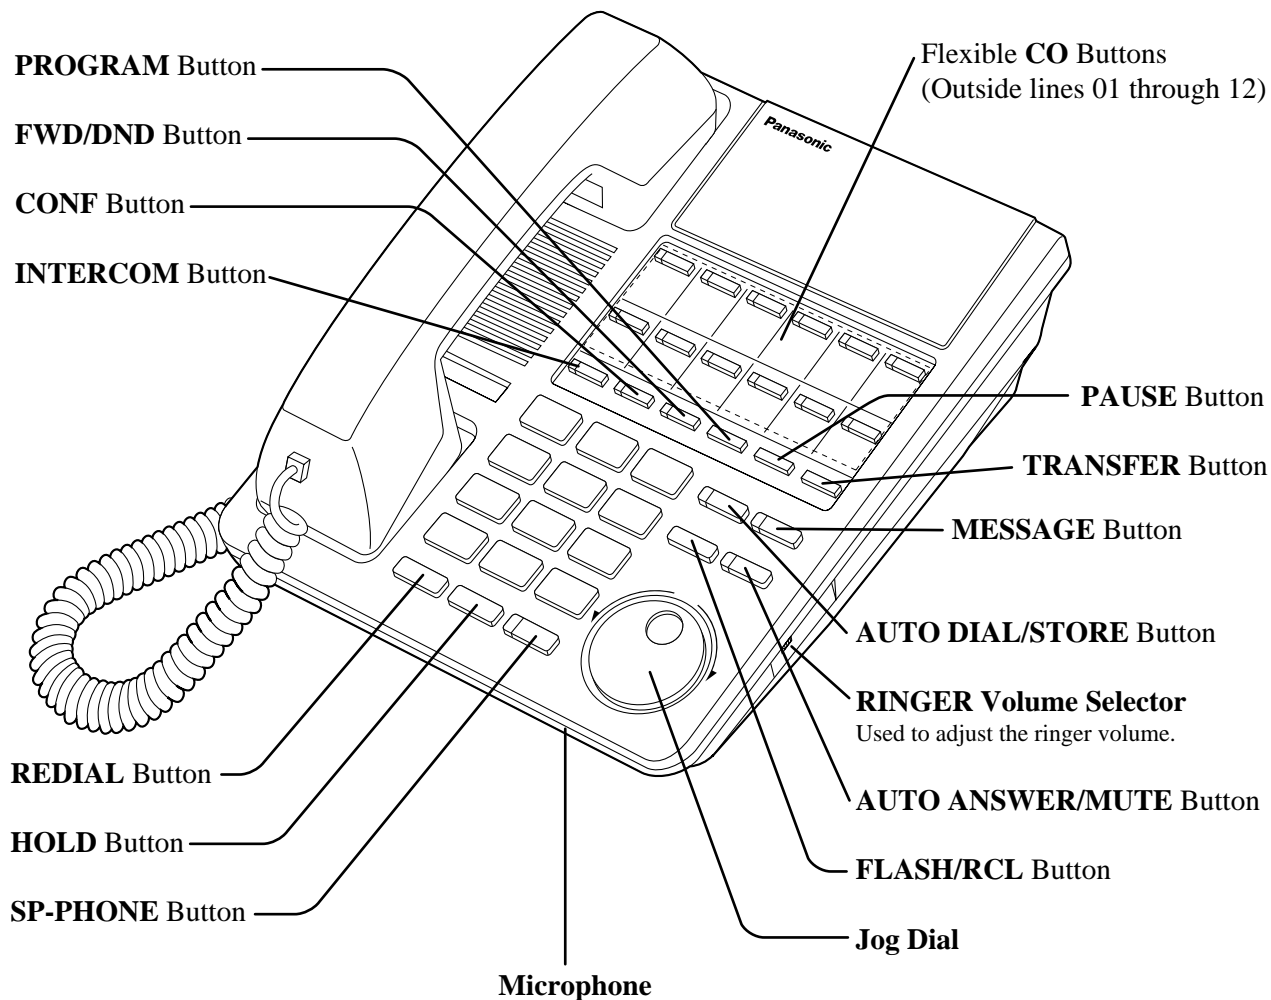 PROGRAM Button
FWD/DND Button
CONF Button
INTERCOM Button
Flexible CO Buttons
(Outside lines 01 through 12)
Panasonic
PAUSE Button
TRANSFER Button
MESSAGE Button
AUTO DIAL/STORE Button
RINGER Volume Selector
Used to adjust the ringer volume.
AUTO ANSWER/MUTE Button
FLASH/RCL Button
Jog Dial
REDIAL Button
HOLD Button
SP-PHONE Button
Microphone